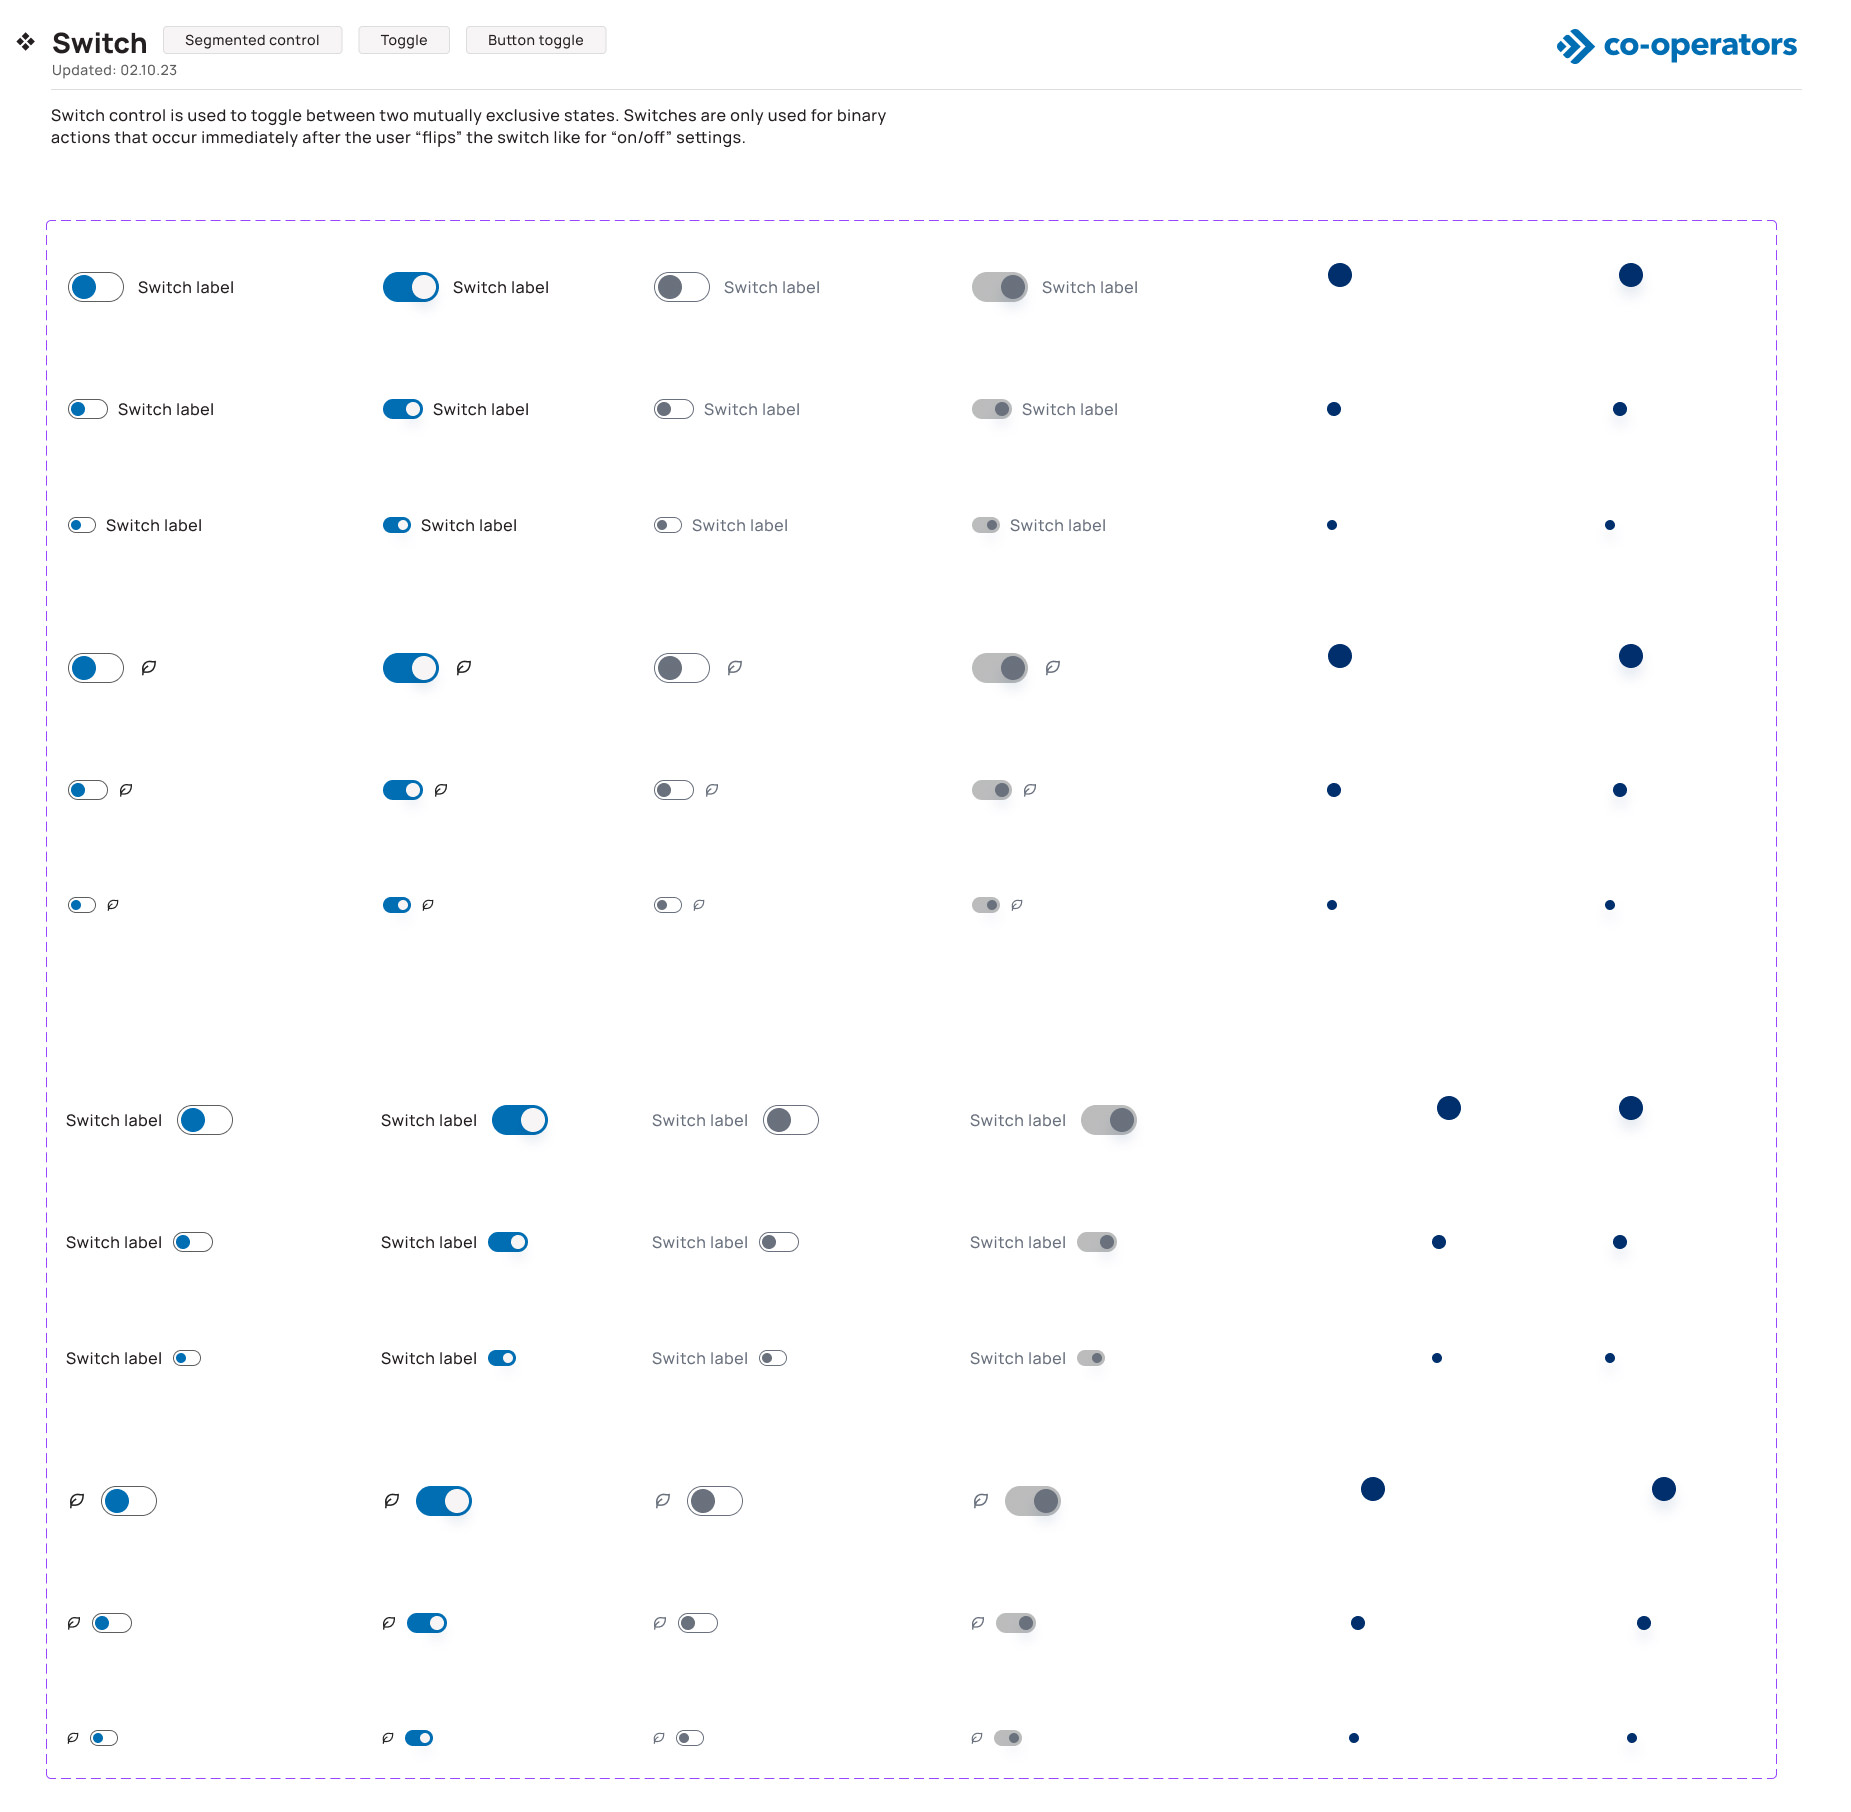 Switch Segmented control Toggle Button toggle co-operators
Updated: 02.10.23
Switch control is used to toggle between two mutually exclusive states. Switches are only used for binary
actions that occur immediately after the user “flips” the switch like for “on/off” settings.
Switch label Switch label Switch label Switch label
Switch label Switch label Switch label Switch label
Switch label Switch label Switch label Switch label
Switch label Switch label Switch label Switch label
Switch label Switch label Switch label Switch label
Switch label Switch label Switch label Switch label